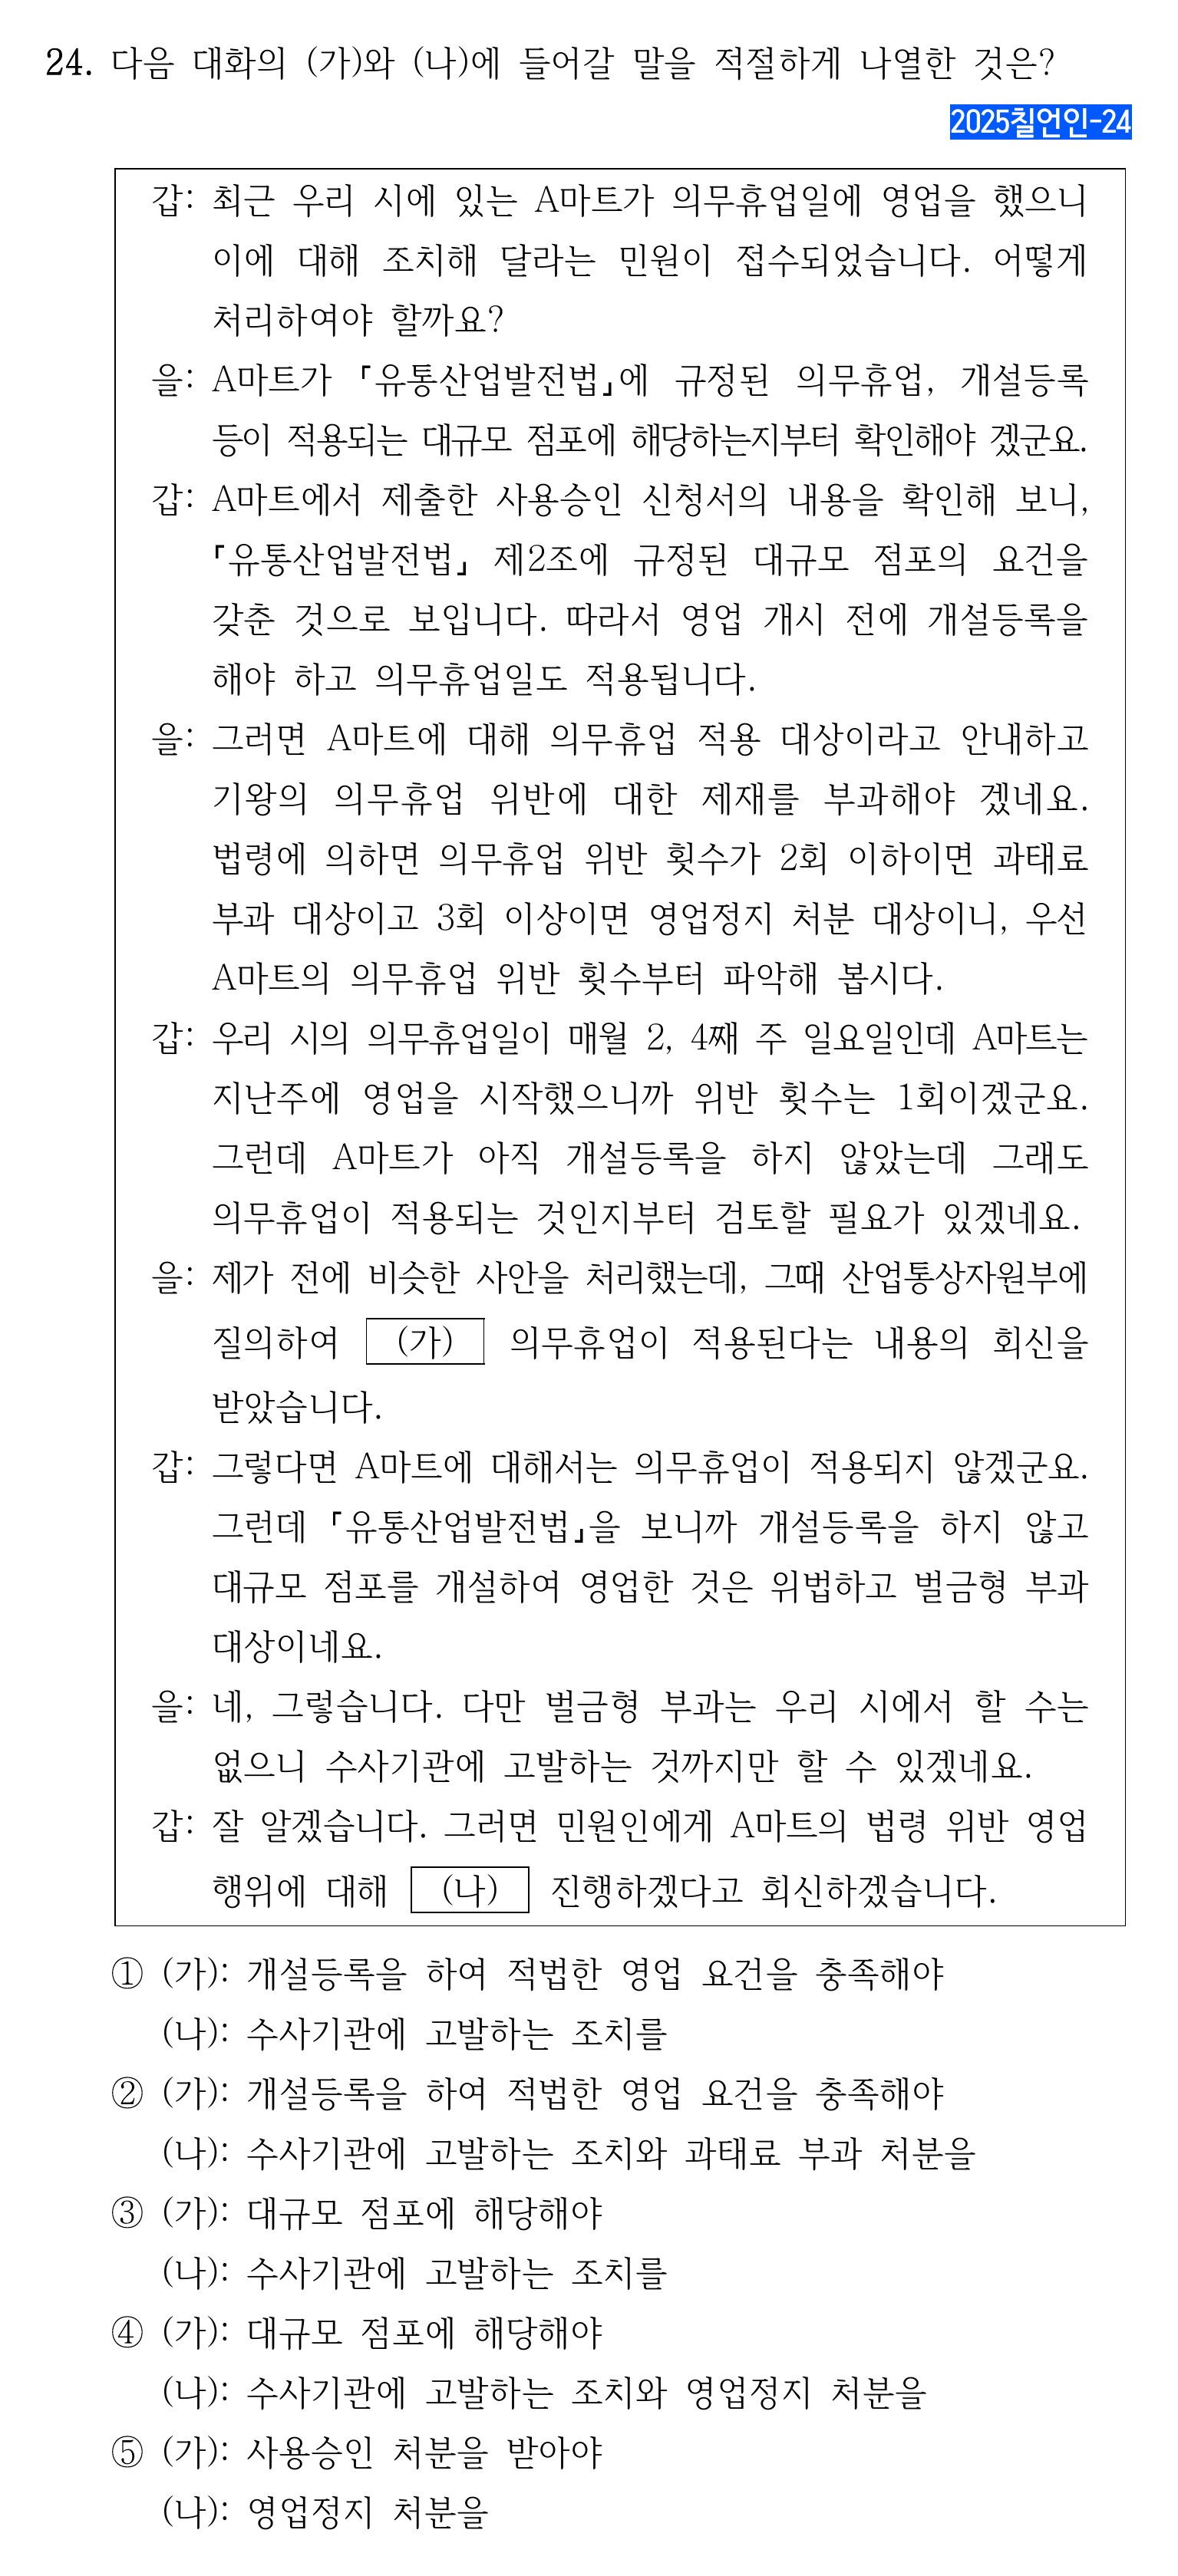 24. 다음 대화의 (가)와 (나)에 들어갈 말을 적절하게 나열한 것은?
2025칠언인-24
갑: 최근 우리 시에 있는 A마트가 의무휴업일에 영업을 했으니
이에 대해 조치해 달라는 민원이 접수되었습니다. 어떻게
처리하여야 할까요?
을: A마트가 「유통산업발전법」에 규정된 의무휴업, 개설등록
등이 적용되는 대규모 점포에 해당하는지부터 확인해야 겠군요.
갑: A마트에서 제출한 사용승인 신청서의 내용을 확인해 보니,
「유통산업발전법」 제2조에 규정된 대규모 점포의 요건을
갖춘 것으로 보입니다. 따라서 영업 개시 전에 개설등록을
해야 하고 의무휴업일도 적용됩니다.
을: 그러면 A마트에 대해 의무휴업 적용 대상이라고 안내하고
기왕의 의무휴업 위반에 대한 제재를 부과해야 겠네요.
법령에 의하면 의무휴업 위반 횟수가 2회 이하이면 과태료
부과 대상이고 3회 이상이면 영업정지 처분 대상이니, 우선
A마트의 의무휴업 위반 횟수부터 파악해 봅시다.
갑: 우리 시의 의무휴업일이 매월 2, 4째 주 일요일인데 A마트는
지난주에 영업을 시작했으니까 위반 횟수는 1회이겠군요.
그런데 A마트가 아직 개설등록을 하지 않았는데 그래도
의무휴업이 적용되는 것인지부터 검토할 필요가 있겠네요.
을: 제가 전에 비슷한 사안을 처리했는데, 그때 산업통상자원부에
질의하여 (가) 의무휴업이 적용된다는 내용의 회신을
받았습니다.
갑: 그렇다면 A마트에 대해서는 의무휴업이 적용되지 않겠군요.
그런데 「유통산업발전법」을 보니까 개설등록을 하지 않고
대규모 점포를 개설하여 영업한 것은 위법하고 벌금형 부과
대상이네요.
을: 네, 그렇습니다. 다만 벌금형 부과는 우리 시에서 할 수는
없으니 수사기관에 고발하는 것까지만 할 수 있겠네요.
갑: 잘 알겠습니다. 그러면 민원인에게 A마트의 법령 위반 영업
행위에 대해 (나) 진행하겠다고 회신하겠습니다.
① (가): 개설등록을 하여 적법한 영업 요건을 충족해야
(나): 수사기관에 고발하는 조치를
② (가): 개설등록을 하여 적법한 영업 요건을 충족해야
(나): 수사기관에 고발하는 조치와 과태료 부과 처분을
③ (가): 대규모 점포에 해당해야
(나): 수사기관에 고발하는 조치를
④ (가): 대규모 점포에 해당해야
(나): 수사기관에 고발하는 조치와 영업정지 처분을
⑤ (가): 사용승인 처분을 받아야
(나): 영업정지 처분을